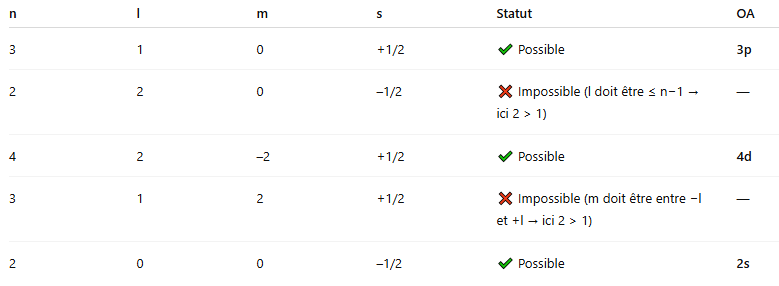 n l m s Statut OA
3 1 0 +1/2 ✔ Possible 3p
2 2 0 –1/2 ❌ Impossible (l doit être ≤ n−1 → —
ici 2 > 1)
4 2 –2 +1/2 ✔ Possible 4d
3 1 2 +1/2 ❌ Impossible (m doit être entre −l —
et +l → ici 2 > 1)
2 0 0 –1/2 ✔ Possible 2s